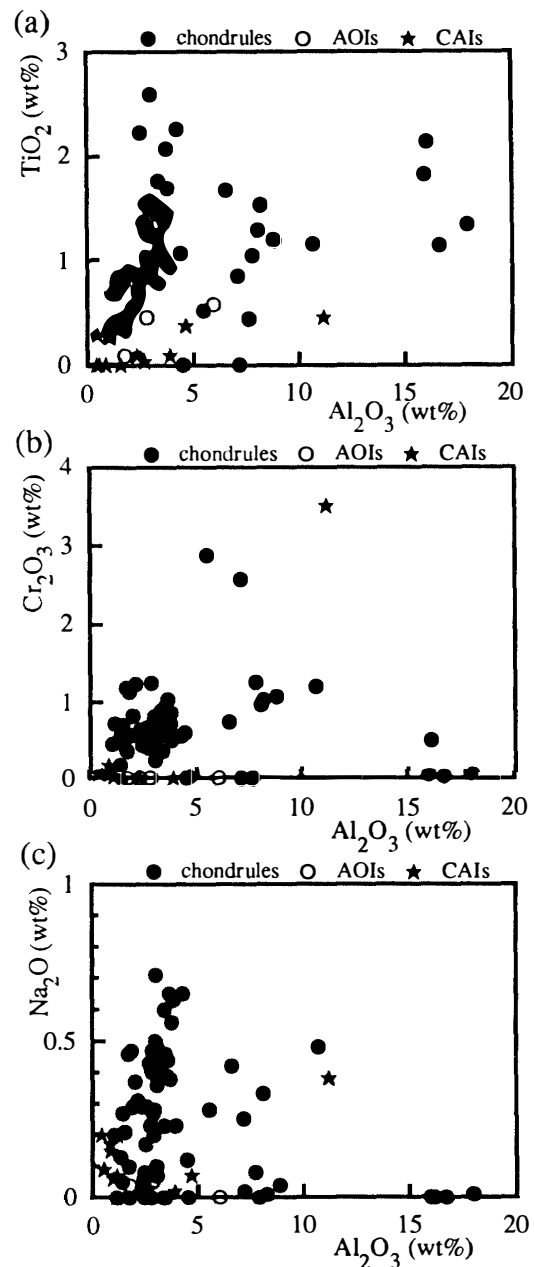 (a)
● chondrules ○ AOIs ★ CAIs
TiO₂ (wt%)
3
2
1
0
0 5 10 15 20
Al₂O₃ (wt%)
(b)
● chondrules ○ AOIs ★ CAIs
Cr₂O₃ (wt%)
4
3
2
1
0
0 5 10 15 20
Al₂O₃ (wt%)
(c)
● chondrules ○ AOIs ★ CAIs
Na₂O (wt%)
1
0.5
0
0 5 10 15 20
Al₂O₃ (wt%)